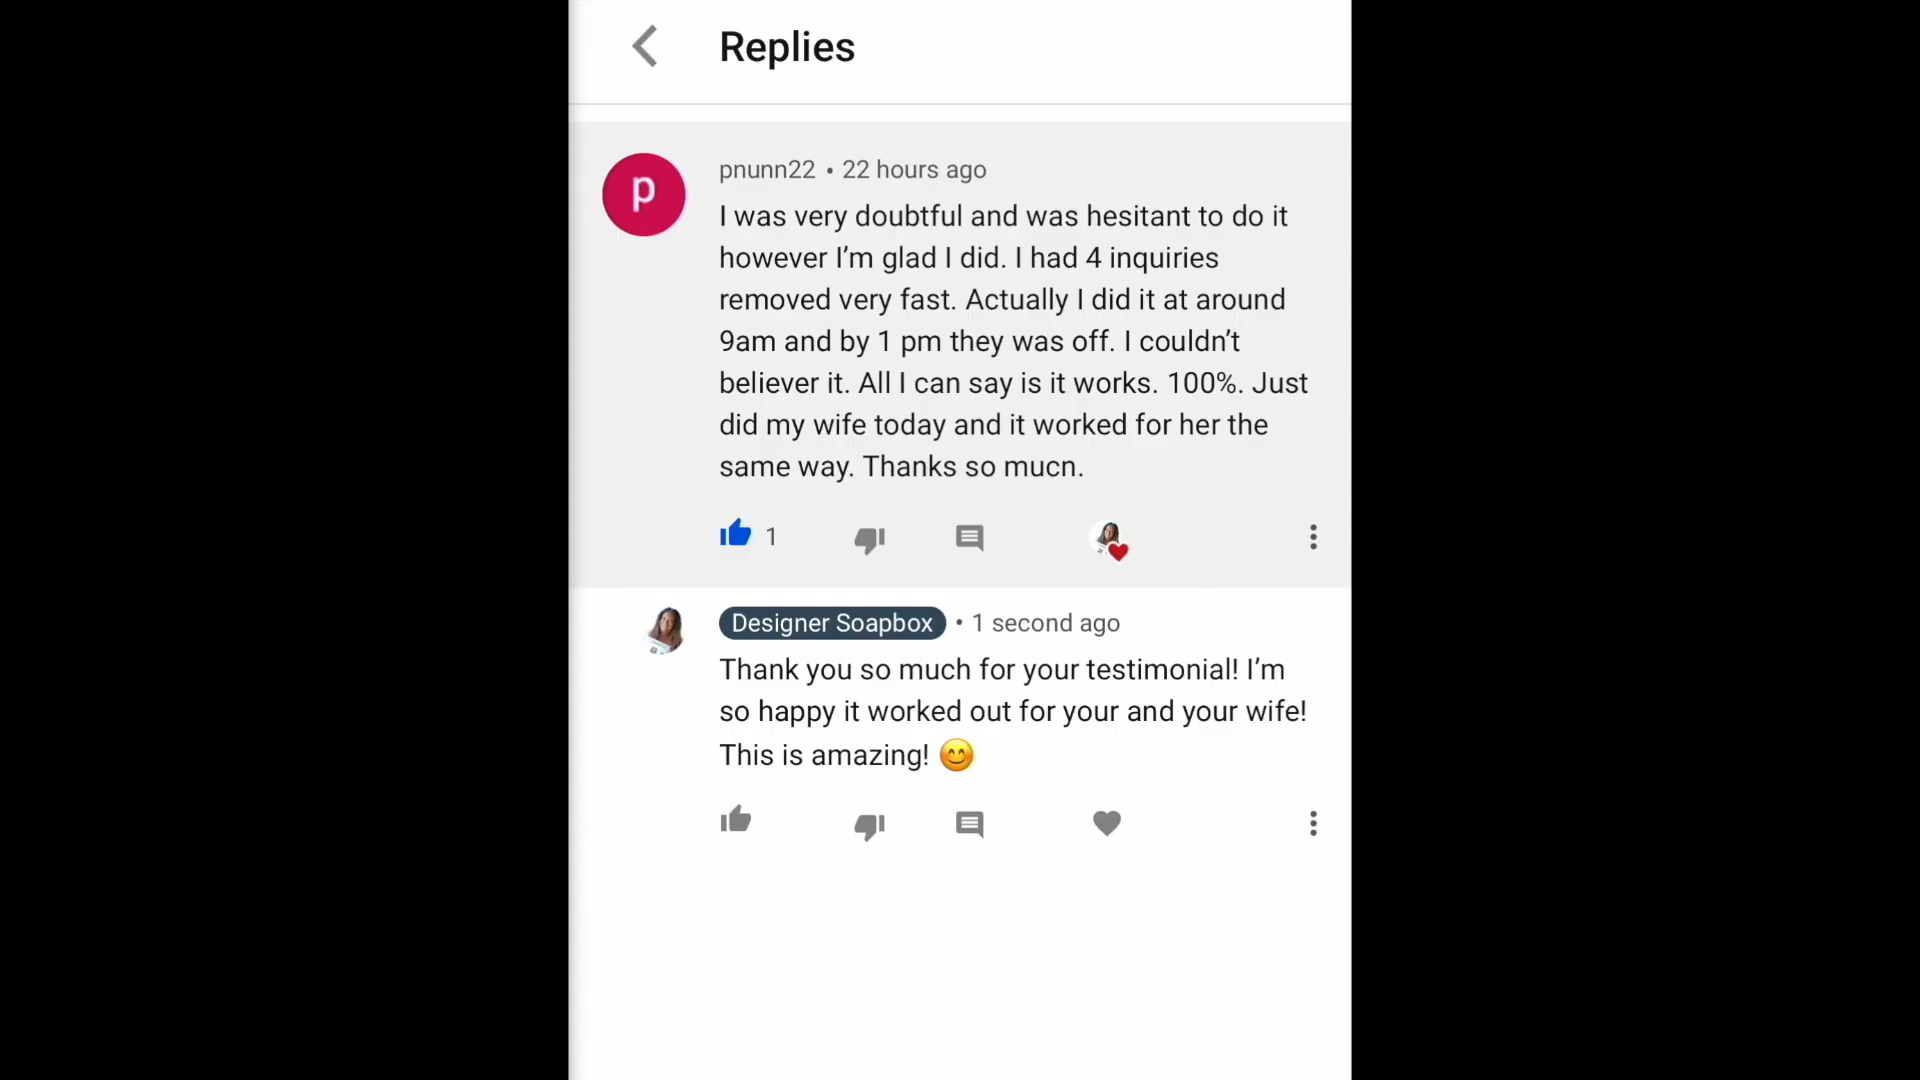 Replies
p
pnunn22 • 22 hours ago
I was very doubtful and was hesitant to do it
however I’m glad I did. I had 4 inquiries
removed very fast. Actually I did it at around
9am and by 1 pm they was off. I couldn’t
believer it. All I can say is it works. 100%. Just
did my wife today and it worked for her the
same way. Thanks so mucn.
1
Designer Soapbox • 1 second ago
Thank you so much for your testimonial! I’m
so happy it worked out for your and your wife!
This is amazing! 😊